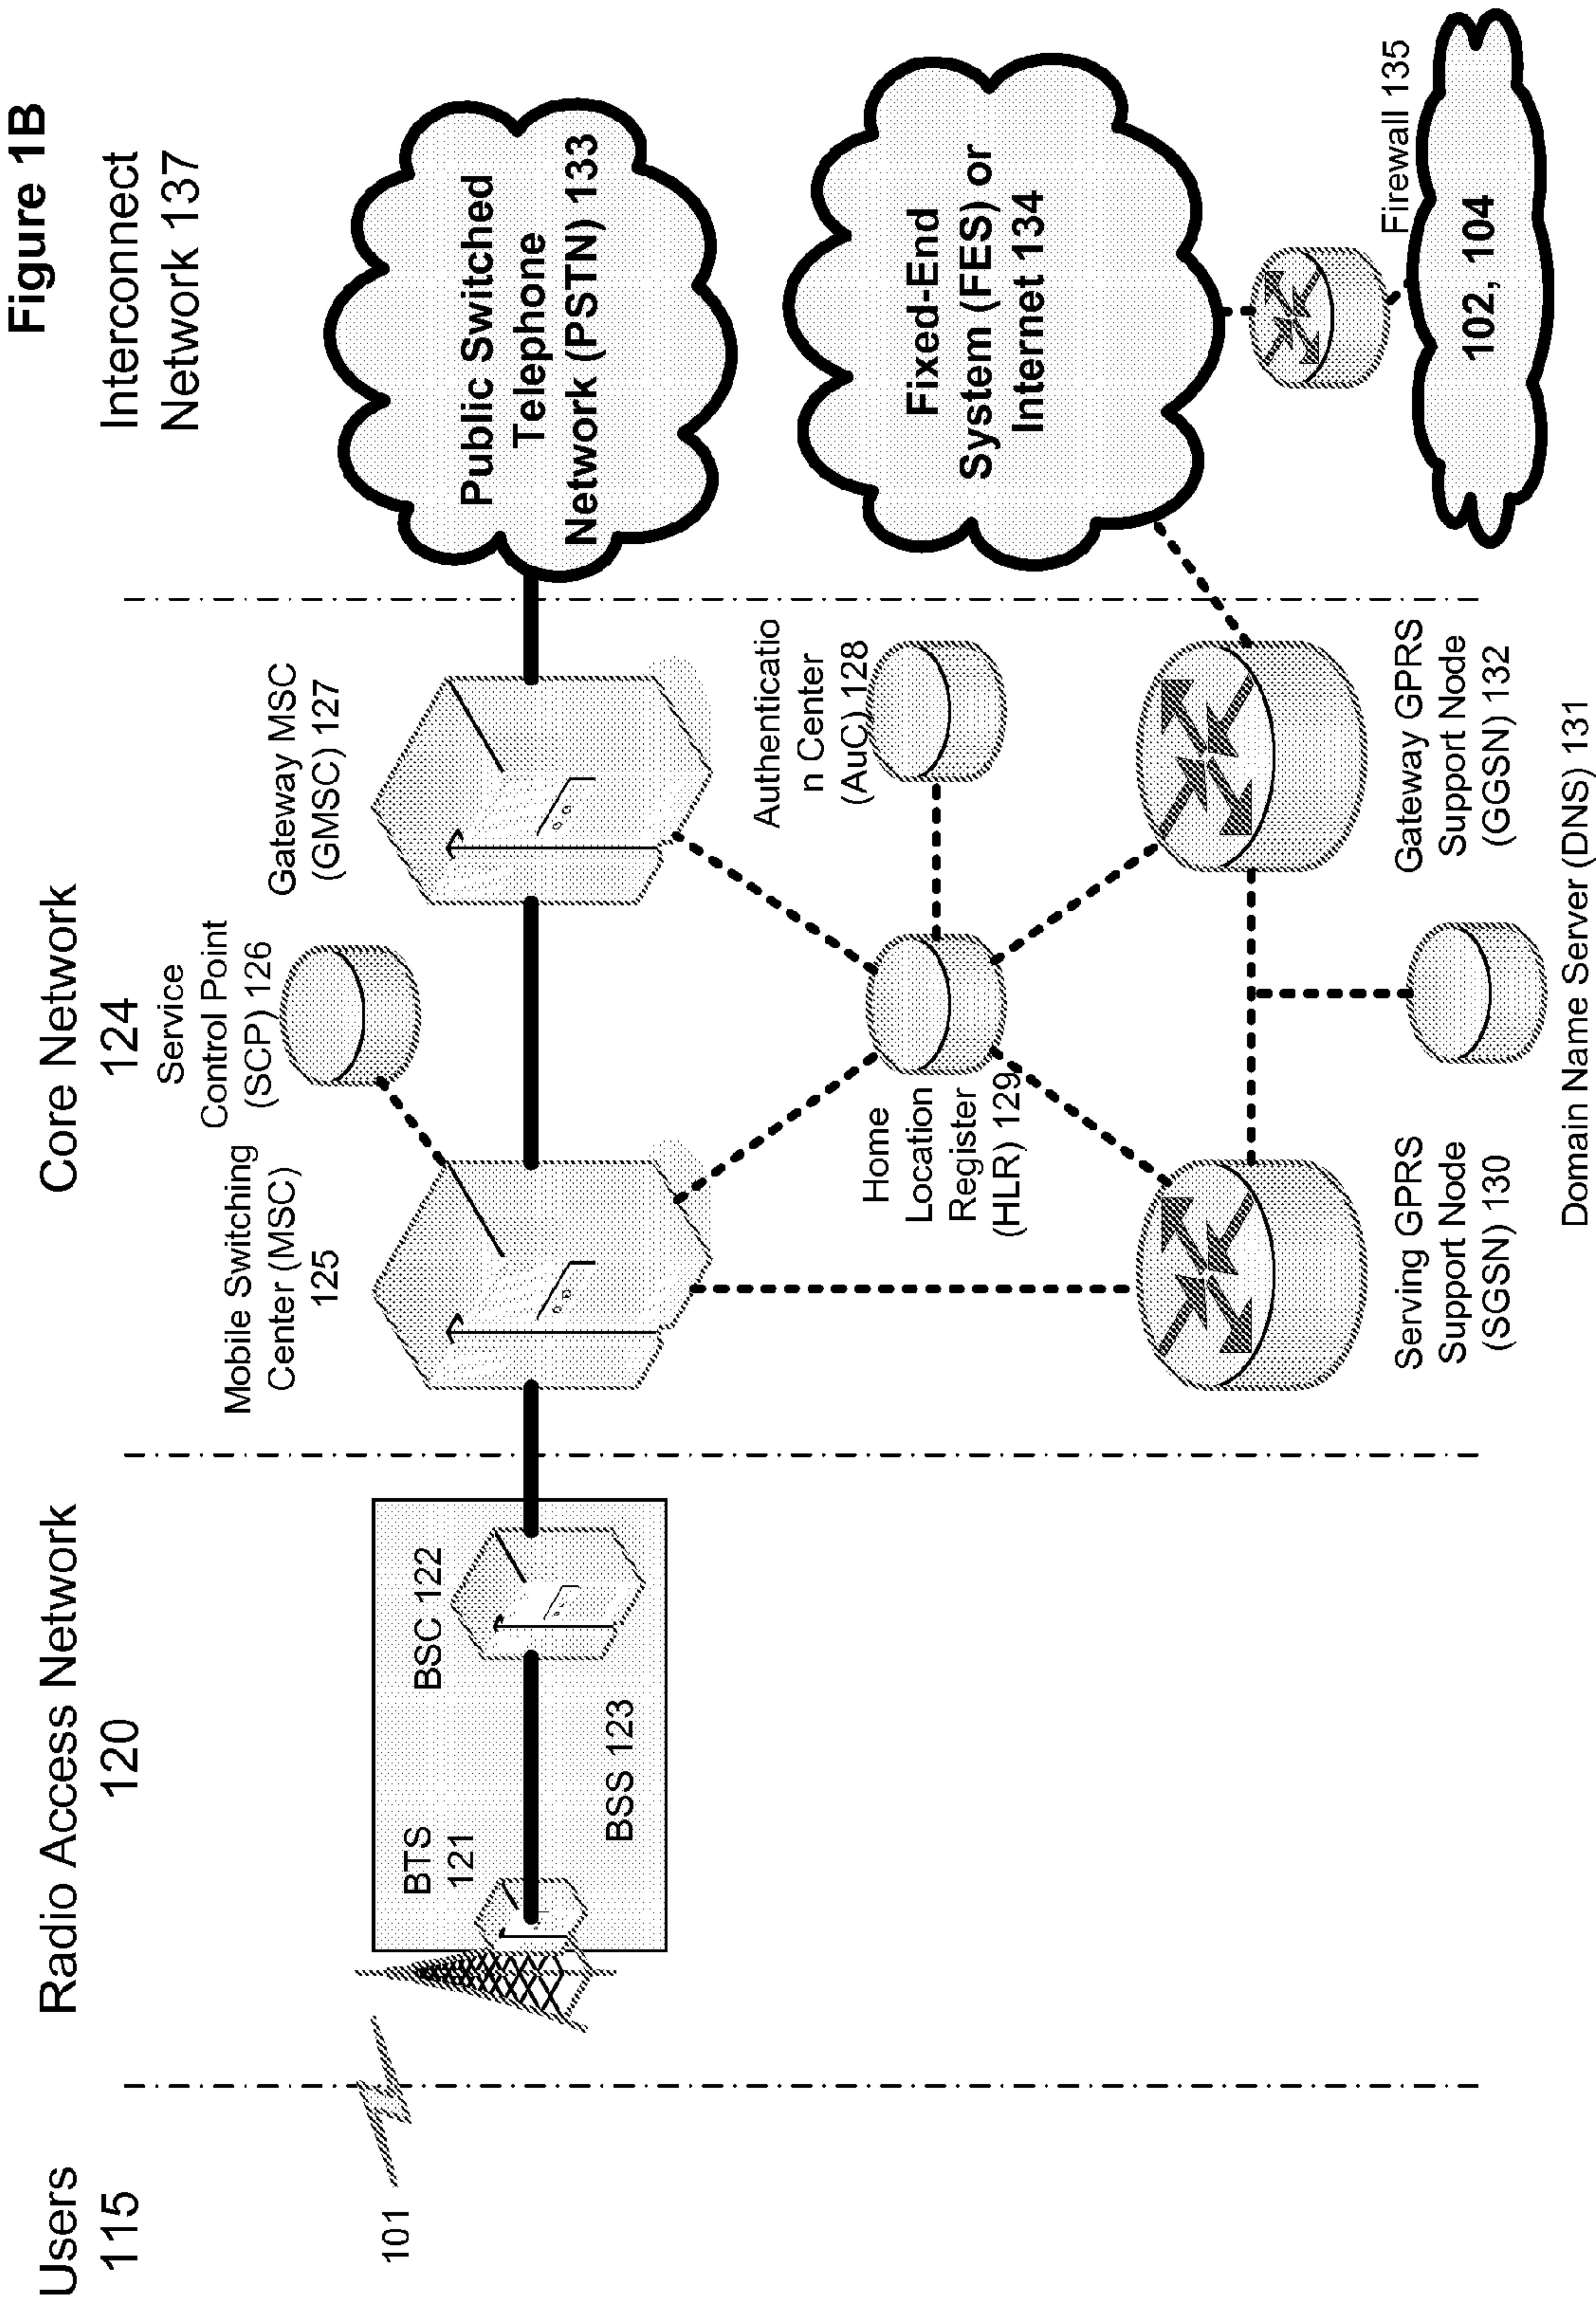 Figure 1B
Users
115
Radio Access Network
120
Core Network
124
Interconnect
Network 137
101
BTS
121
BSC 122
BSS 123
Mobile Switching
Center (MSC)
125
Service
Control Point
(SCP) 126
Gateway MSC
(GMSC) 127
Public Switched
Telephone
Network (PSTN) 133
Home
Location
Register
(HLR) 129
Authenticatio
n Center
(AuC) 128
Fixed-End
System (FES) or
Internet 134
Serving GPRS
Support Node
(SGSN) 130
Gateway GPRS
Support Node
(GGSN) 132
Firewall 135
102, 104
Domain Name Server (DNS) 131